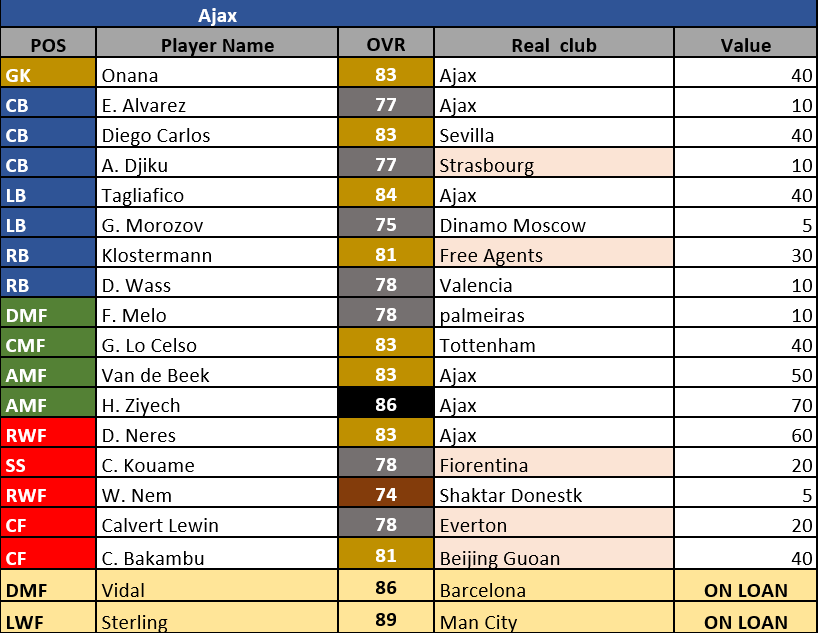 Ajax
POS Player Name OVR Real club Value
GK Onana 83 Ajax 40
CB E. Alvarez 77 Ajax 10
CB Diego Carlos 83 Sevilla 40
CB A. Djiku 77 Strasbourg 10
LB Tagliafico 84 Ajax 40
LB G. Morozov 75 Dinamo Moscow 5
RB Klostermann 81 Free Agents 30
RB D. Wass 78 Valencia 10
DMF F. Melo 78 palmeiras 10
CMF G. Lo Celso 83 Tottenham 40
AMF Van de Beek 83 Ajax 50
AMF H. Ziyech 86 Ajax 70
RWF D. Neres 83 Ajax 60
SS C. Kouame 78 Fiorentina 20
RWF W. Nem 74 Shaktar Donestk 5
CF Calvert Lewin 78 Everton 20
CF C. Bakambu 81 Beijing Guoan 40
DMF Vidal 86 Barcelona ON LOAN
LWF Sterling 89 Man City ON LOAN